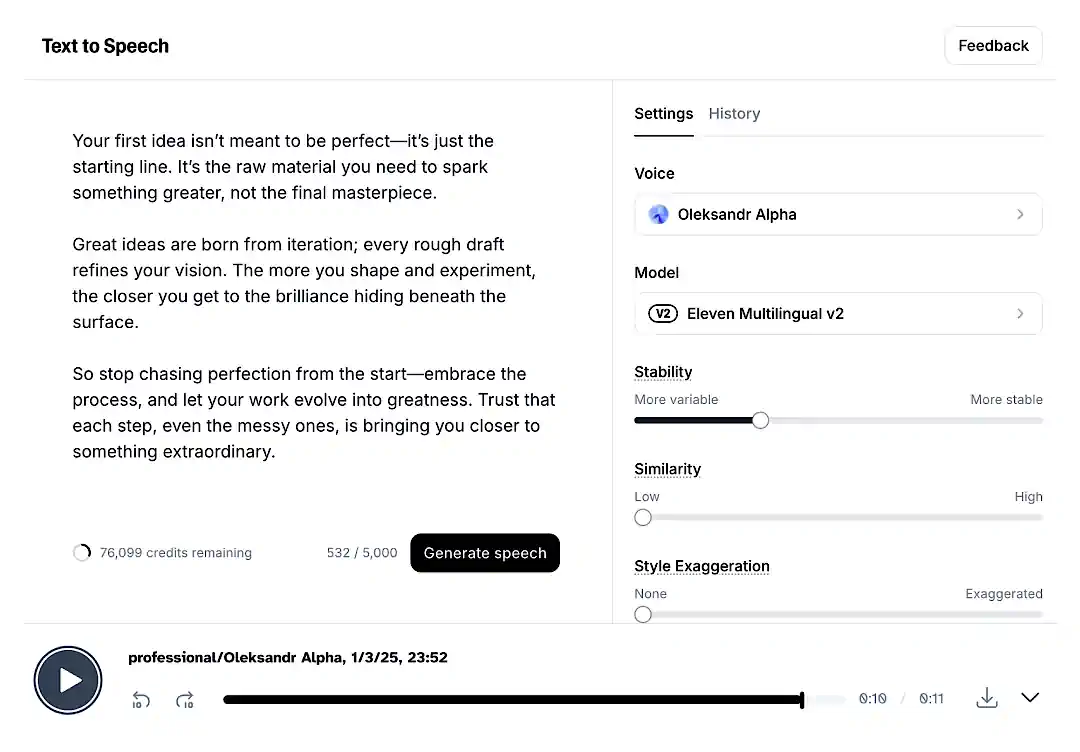 Text to Speech
Feedback
Your first idea isn’t meant to be perfect—it’s just the
starting line. It’s the raw material you need to spark
something greater, not the final masterpiece.
Great ideas are born from iteration; every rough draft
refines your vision. The more you shape and experiment,
the closer you get to the brilliance hiding beneath the
surface.
So stop chasing perfection from the start—embrace the
process, and let your work evolve into greatness. Trust that
each step, even the messy ones, is bringing you closer to
something extraordinary.
76,099 credits remaining
532 / 5,000
Generate speech
Settings
History
Voice
Oleksandr Alpha
Model
V2 Eleven Multilingual v2
Stability
More variable
More stable
Similarity
Low
High
Style Exaggeration
None
Exaggerated
professional/Oleksandr Alpha, 1/3/25, 23:52
10
10
0:10 / 0:11